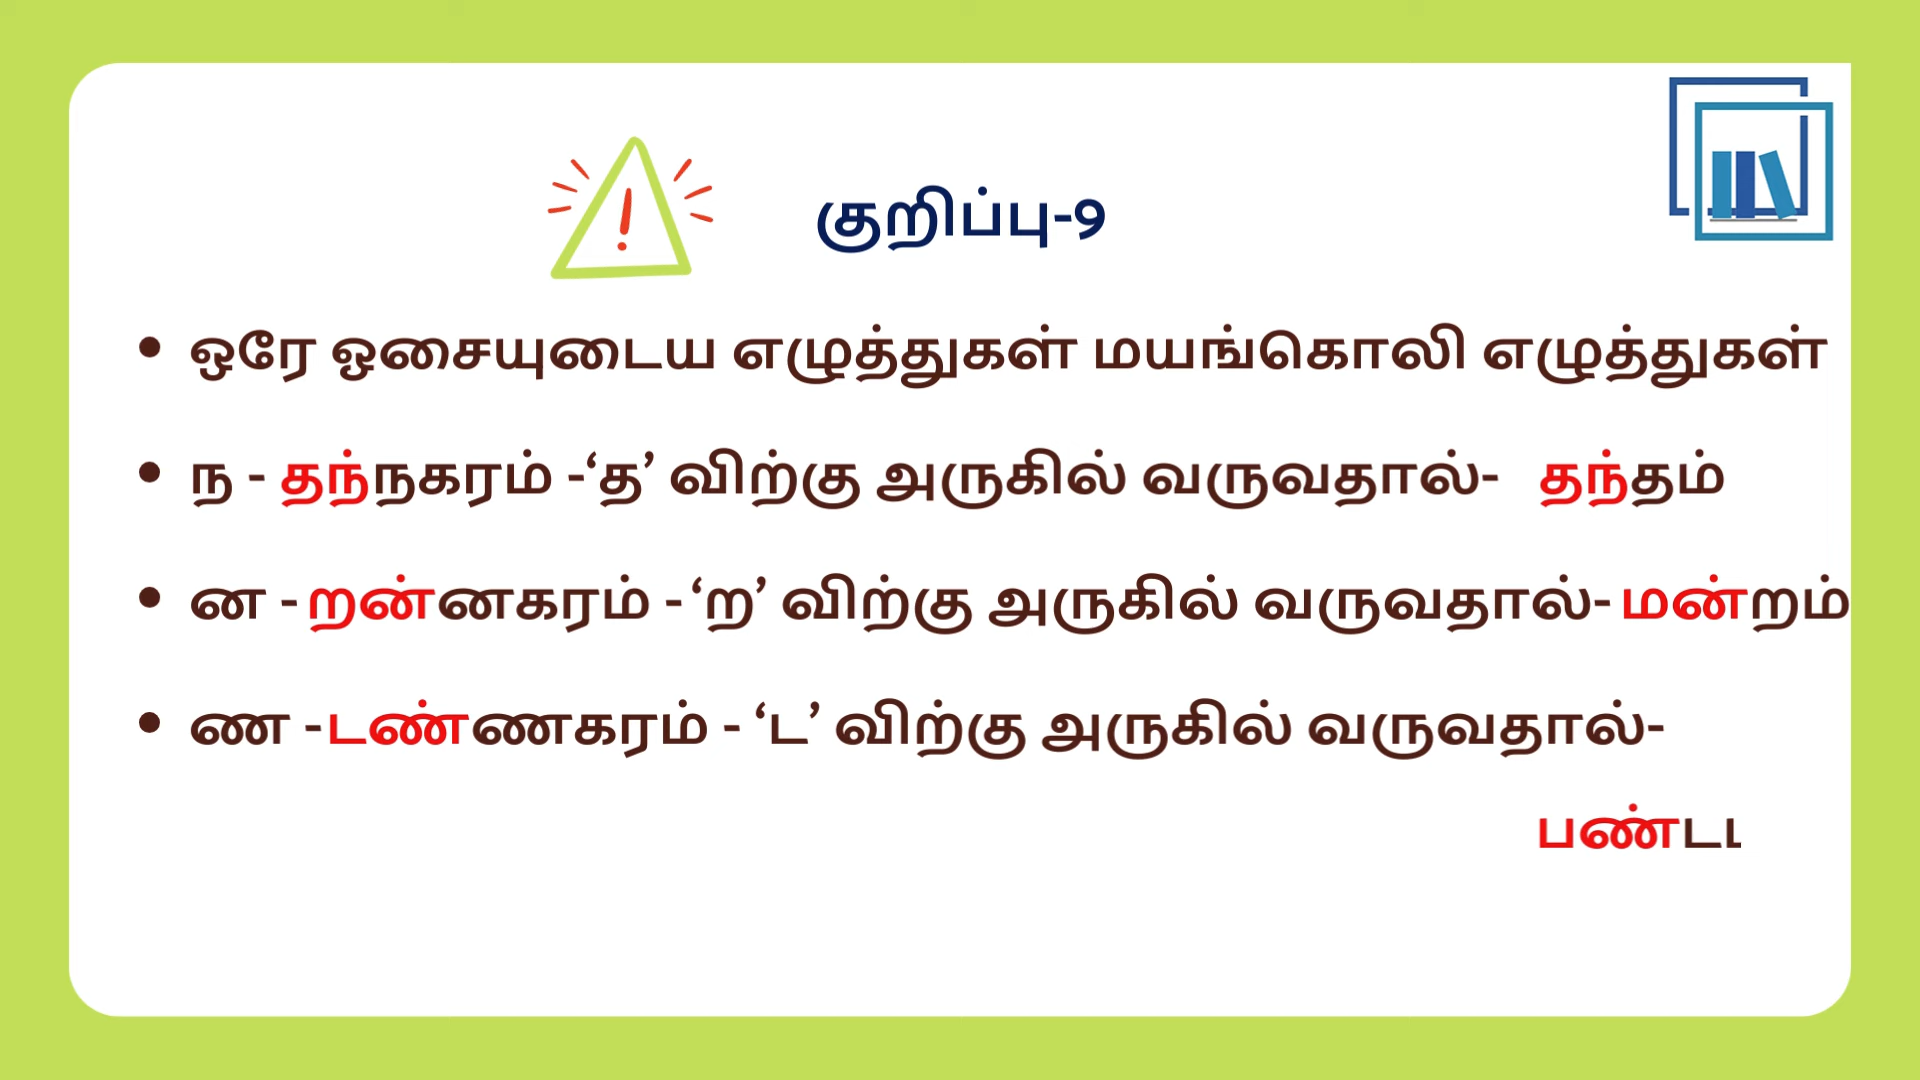 குறிப்பு-9
• ஒரே ஓசையுடைய எழுத்துகள் மயங்கொலி எழுத்துகள்
• ந - தந்நகரம் -‘த’ விற்கு அருகில் வருவதால்- தந்தம்
• ன - றன்னகரம் - ‘ற’ விற்கு அருகில் வருவதால்- மன்றம்
• ண - டண்ணகரம் - ‘ட’ விற்கு அருகில் வருவதால்-